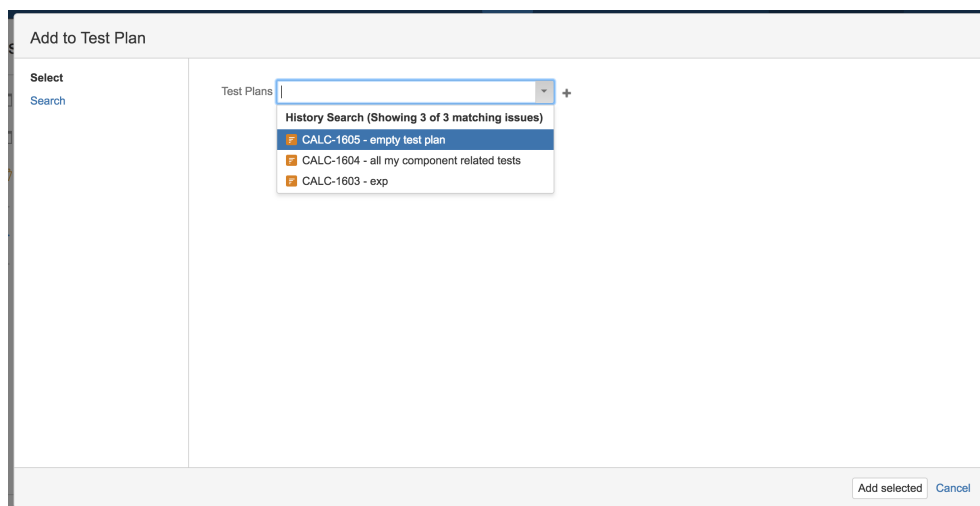 Add to Test Plan
Select
Search
Test Plans
History Search (Showing 3 of 3 matching issues)
CALC-1605 - empty test plan
CALC-1604 - all my component related tests
CALC-1603 - exp
Add selected Cancel